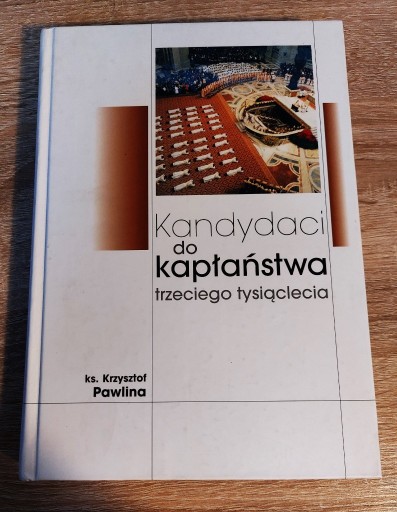 Kandydaci
do
kapłaństwa
trzeciego tysiąclecia
ks. Krzysztof
Pawlina